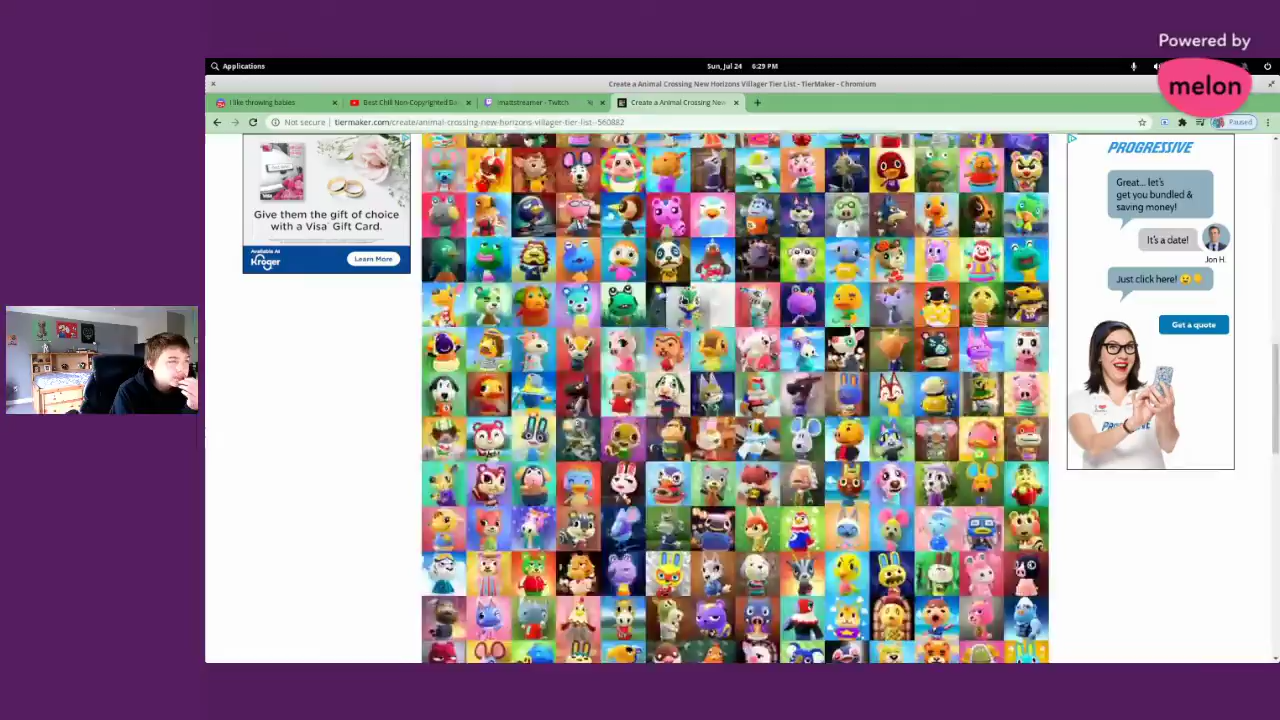 Powered by
melon
Applications
Sun, Jul 24 6:29 PM
Create a Animal Crossing New Horizons Villager Tier List - TierMaker - Chromium
I like throwing babies
Best Chill Non-Copyrighted Ba
imattstreamer - Twitch
Create a Animal Crossing New
Not secure | tiermaker.com/create/animal-crossing-new-horizons-villager-tier-list--560882
Paused
Give them the gift of choice
with a Visa Gift Card.
Available At
Kroger
Learn More
PROGRESSIVE
Great... let's
get you bundled &
saving money!
It's a date!
Jon H.
Just click here!
Get a quote